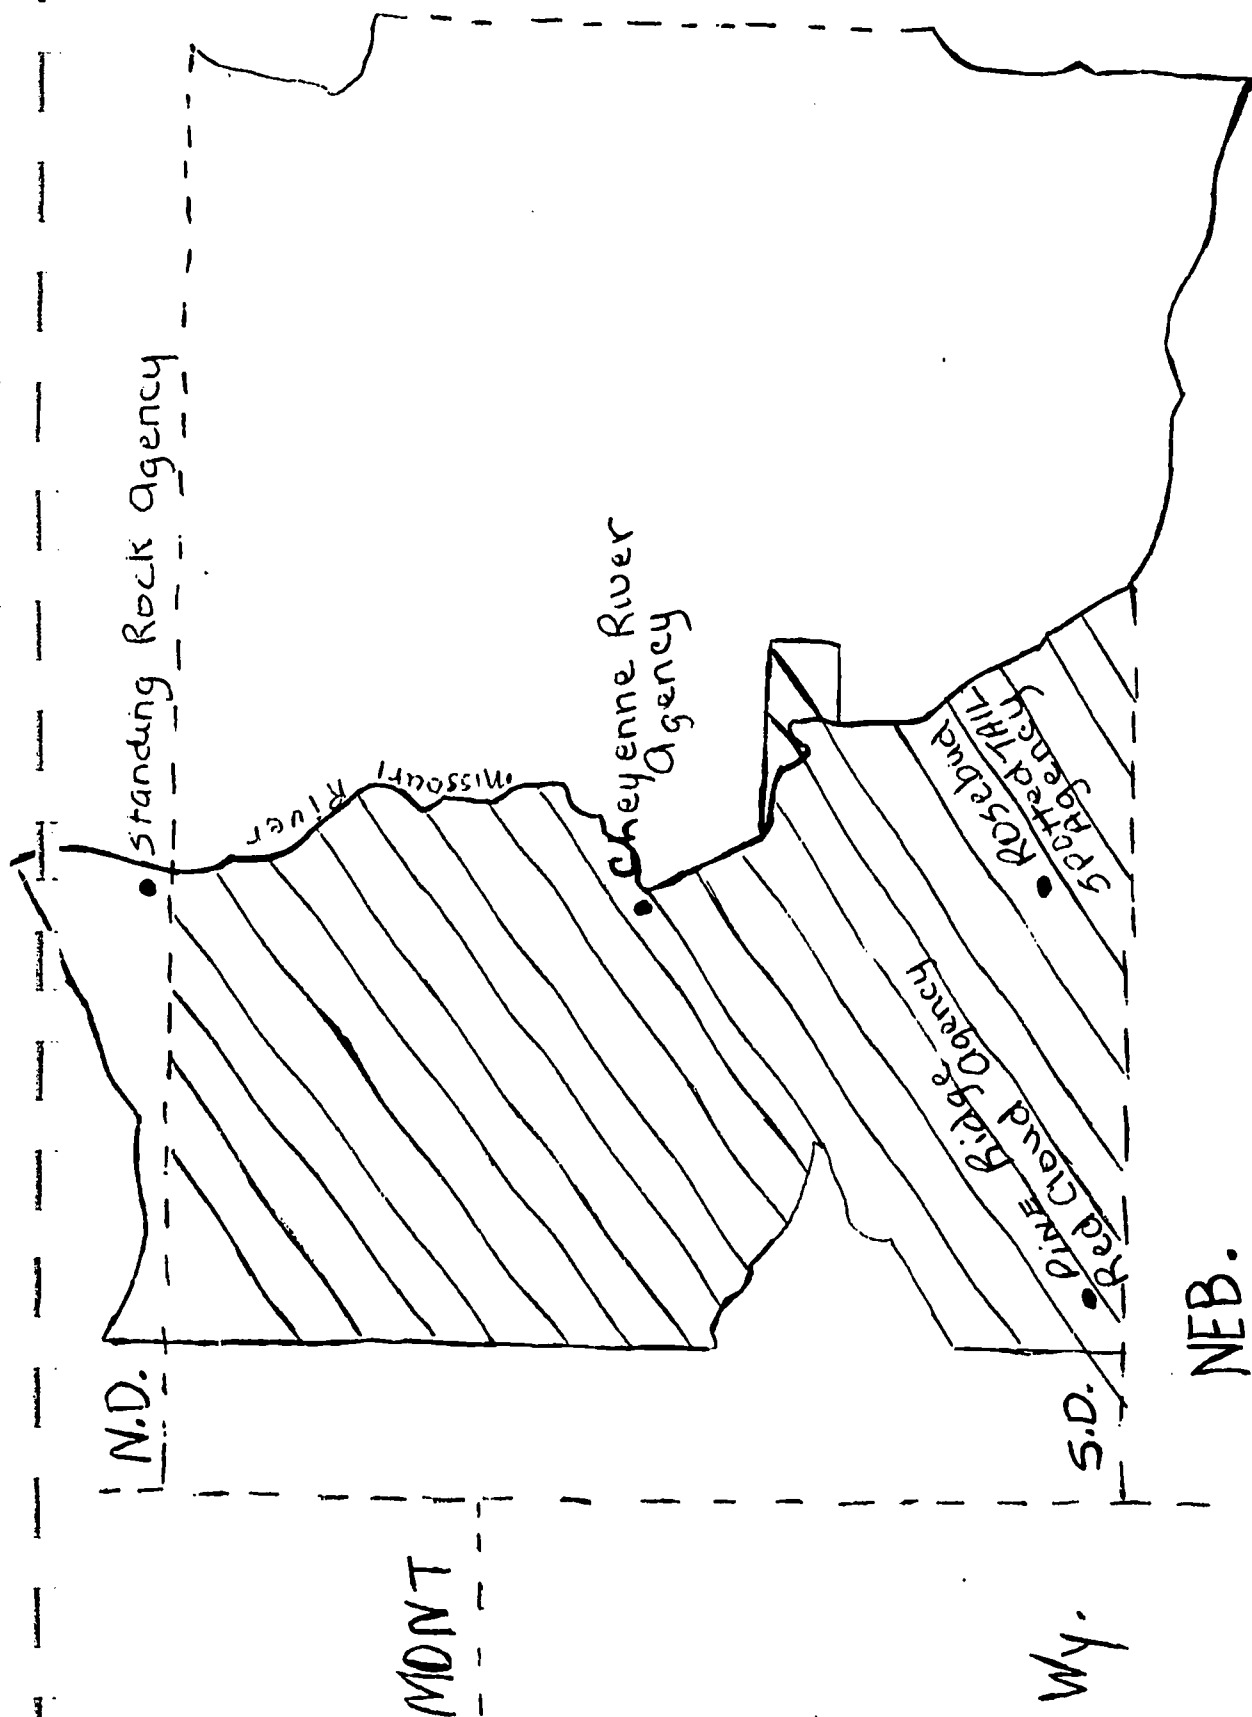 N.D.
Standing Rock Agency
MONT
River
Missouri
Cheyenne River
Agency
Wy.
S.D.
PINE Ridge
Red Cloud Agency
Agency
Rosebud
SPOTTED TAIL
Agency
NEB.